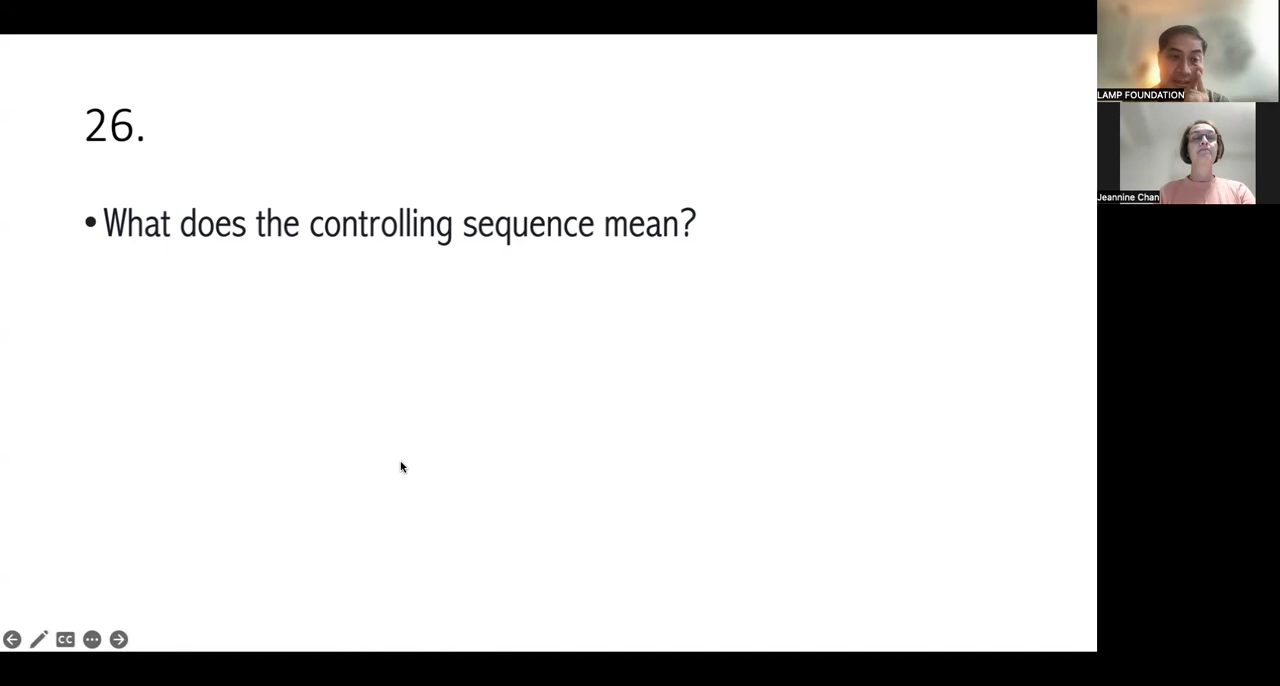 26.
• What does the controlling sequence mean?
LAMP FOUNDATION
Jeannine Chan
CC